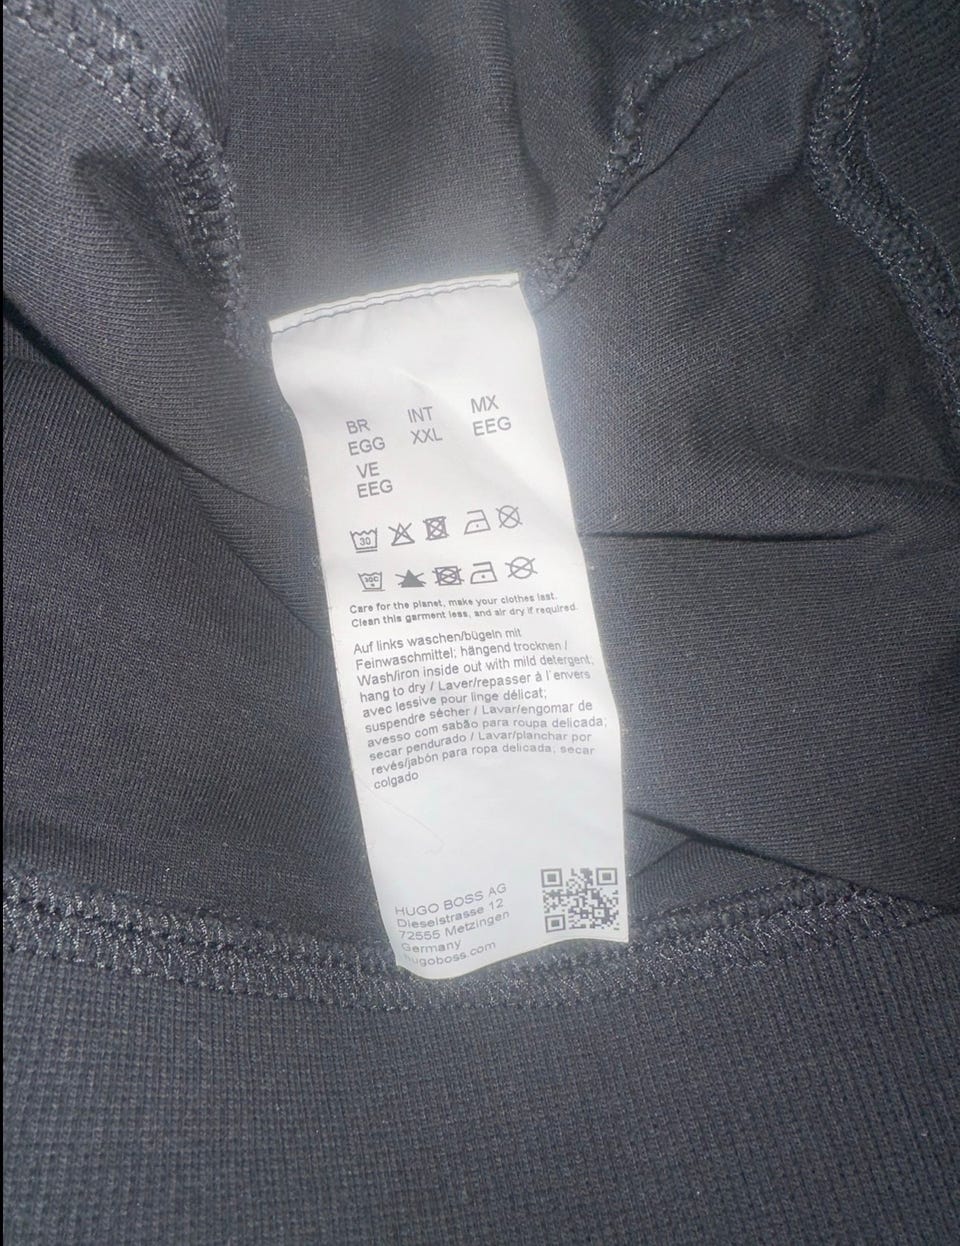 BR INT MX
EGG XXL EEG
VE
EEG
30
30C
Care for the planet, make your clothes last.
Clean this garment less, and air dry if required.
Auf links waschen/bügeln mit
Feinwaschmittel; hängend trocknen /
Wash/iron inside out with mild detergent;
hang to dry / Laver/repasser à l'envers
avec lessive pour linge délicat;
suspendre sécher / Lavar/engomar de
avesso com sabão para roupa delicada;
secar pendurado / Lavar/planchar por
revés/jabón para ropa delicada; secar
colgado
HUGO BOSS AG
Dieselstrasse 12
72555 Metzingen
Germany
hugoboss.com